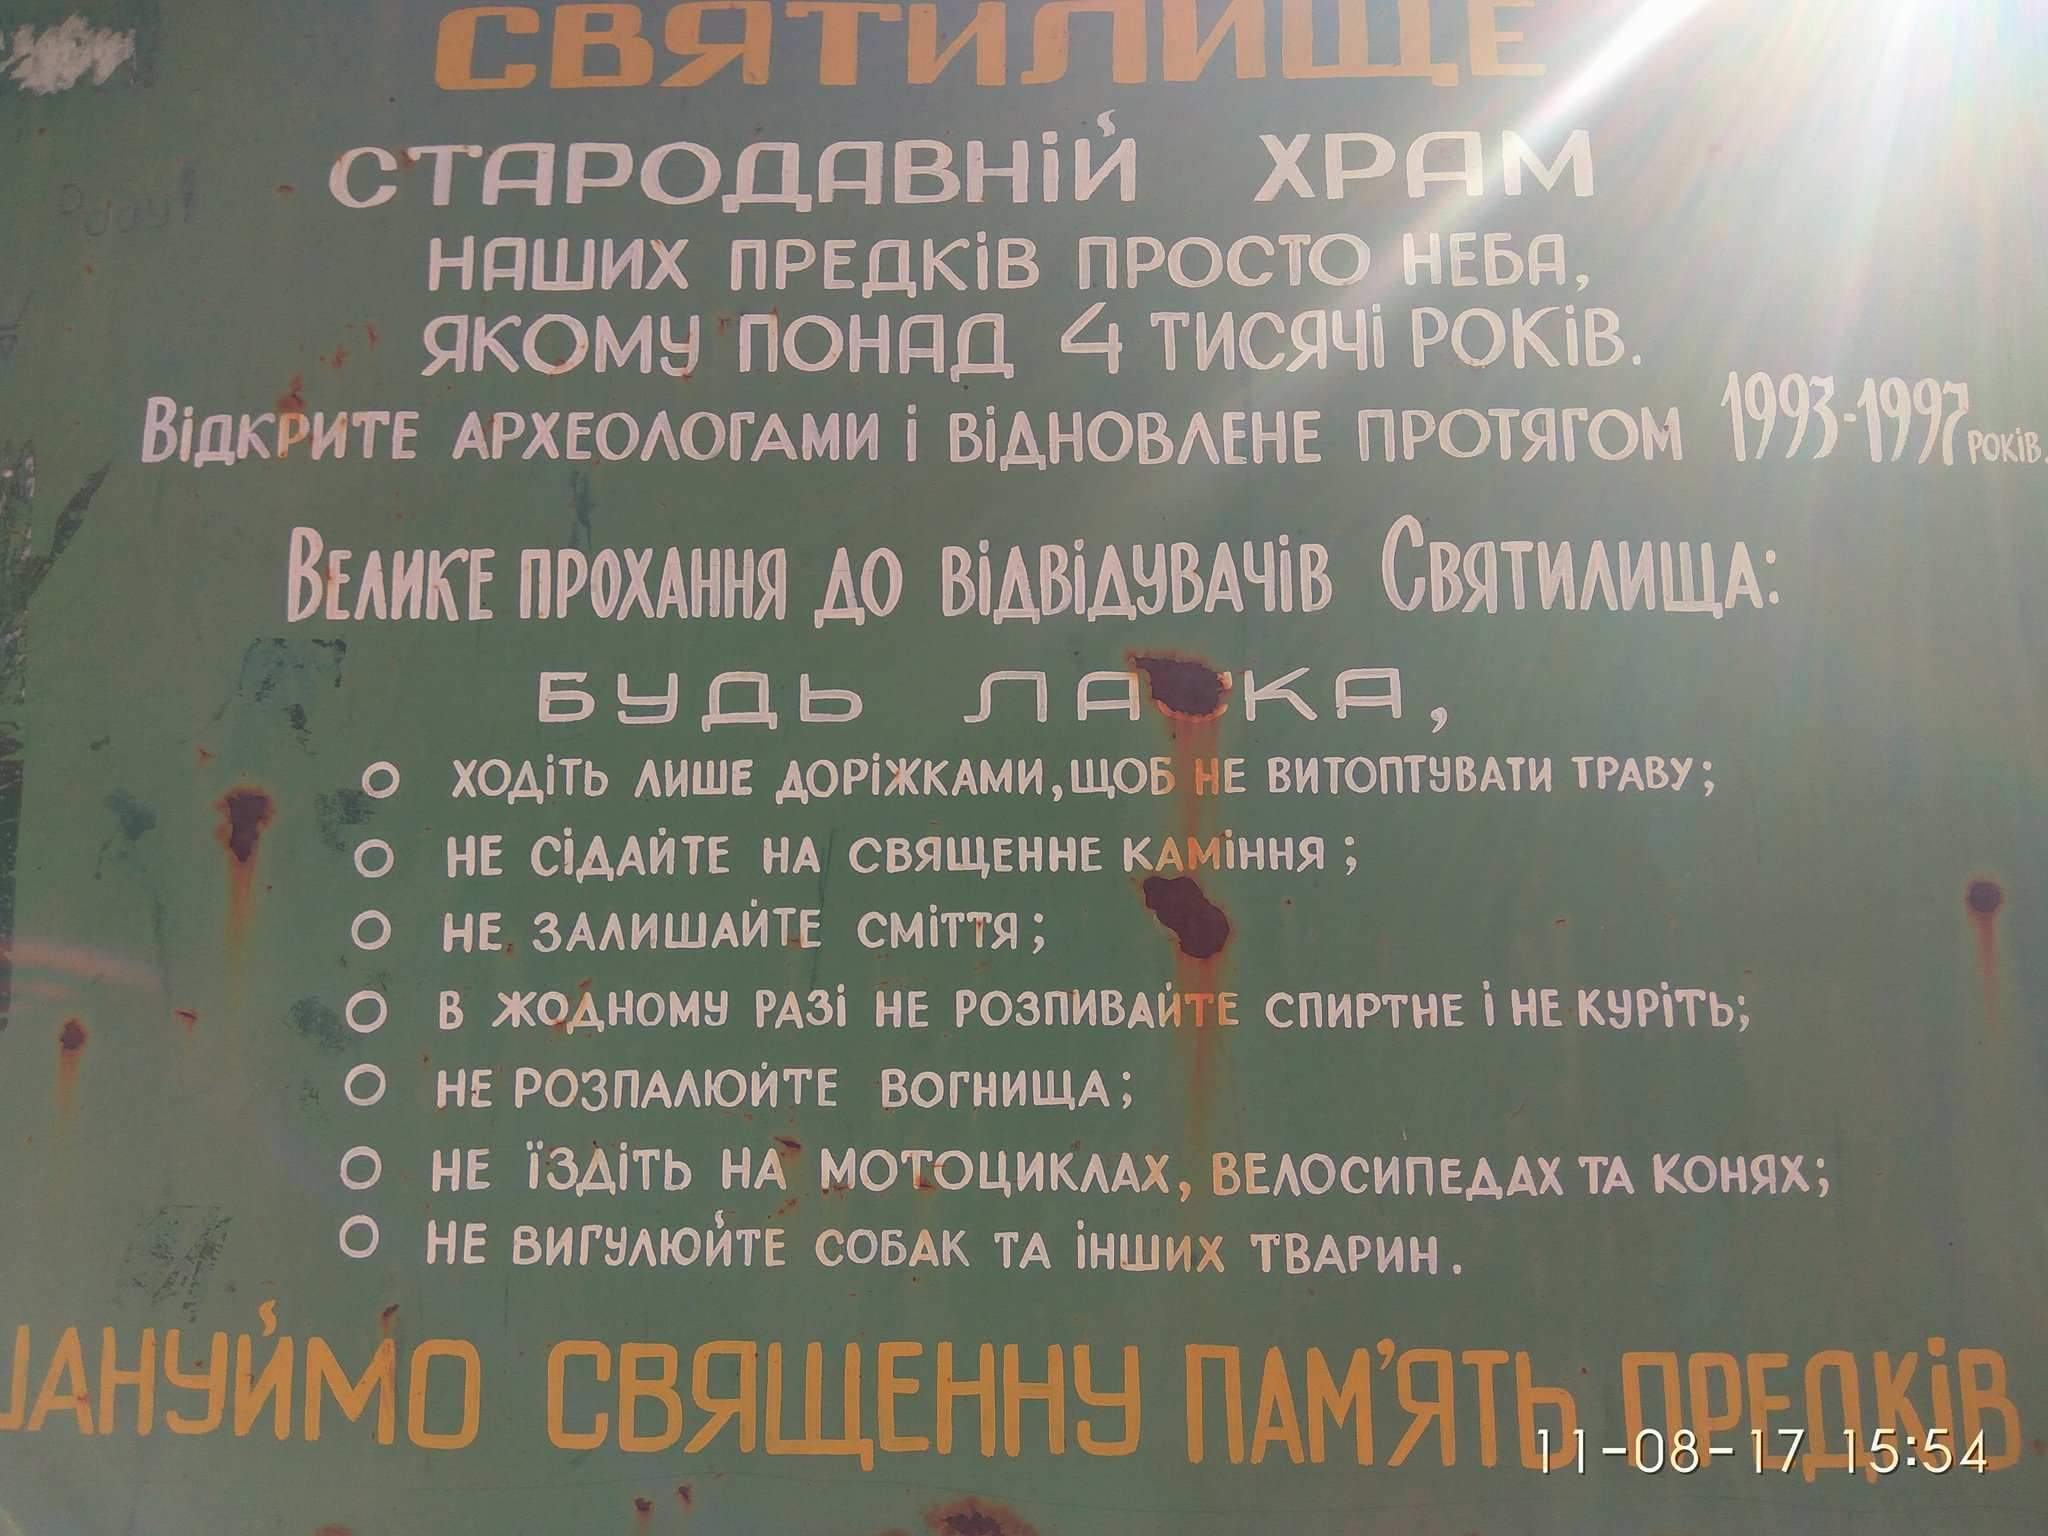 СВЯТИЛИЩЕ
СТАРОДАВНІЙ ХРАМ
НАШИХ ПРЕДКІВ ПРОСТО НЕБА,
ЯКОМУ ПОНАД 4 ТИСЯЧІ РОКІВ.
ВІДКРИТЕ АРХЕОЛОГАМИ І ВІДНОВЛЕНЕ ПРОТЯГОМ 1993-1997 РОКІВ.
ВЕЛИКЕ ПРОХАННЯ ДО ВІДВІДУВАЧІВ СВЯТИЛИЩА:
БУДЬ ЛАСКА,
О ХОДІТЬ ЛИШЕ ДОРІЖКАМИ, ЩОБ НЕ ВИТОПТУВАТИ ТРАВУ;
О НЕ СІДАЙТЕ НА СВЯЩЕННЕ КАМІННЯ;
О НЕ ЗАЛИШАЙТЕ СМІТТЯ;
О В ЖОДНОМУ РАЗІ НЕ РОЗПИВАЙТЕ СПИРТНЕ І НЕ КУРІТЬ;
О НЕ РОЗПАЛЮЙТЕ ВОГНИЩА;
О НЕ ЇЗДІТЬ НА МОТОЦИКЛАХ, ВЕЛОСИПЕДАХ ТА КОНЯХ;
О НЕ ВИГУЛЮЙТЕ СОБАК ТА ІНШИХ ТВАРИН.
ШАНУЙМО СВЯЩЕННУ ПАМ'ЯТЬ ПРЕДКІВ
11-08-17 15:54